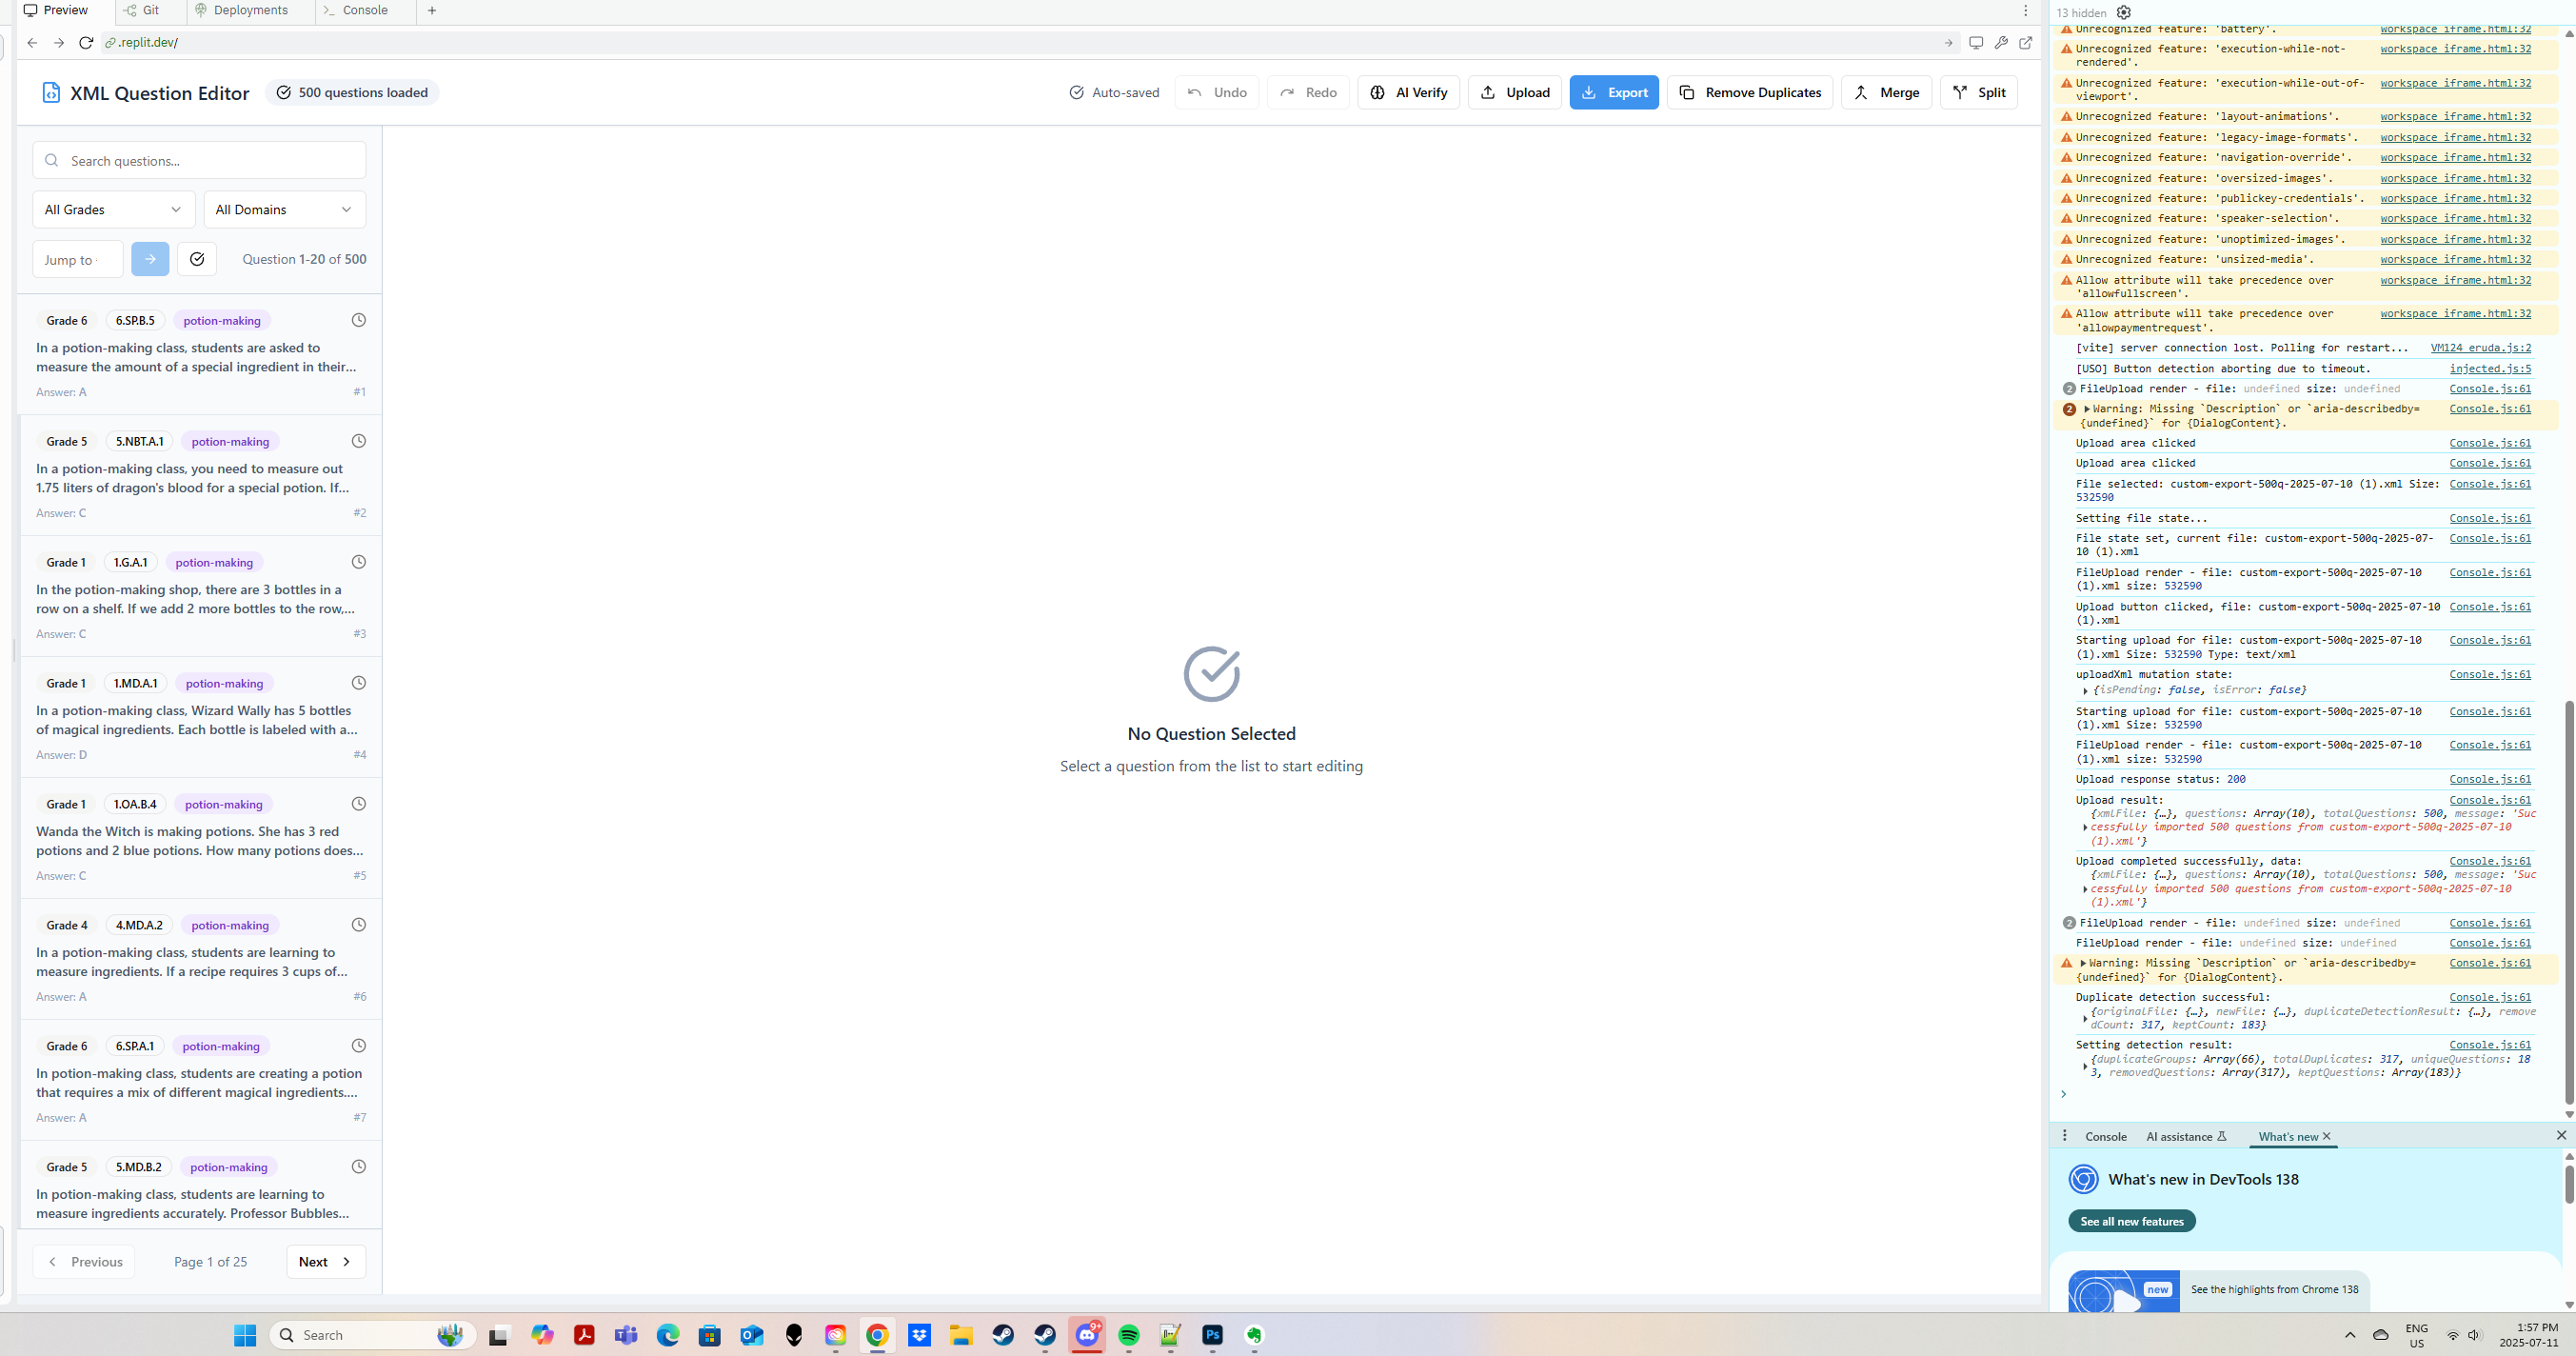 Preview
Git
Deployments
Console
.replit.dev/
XML Question Editor
500 questions loaded
Auto-saved
Undo
Redo
AI Verify
Upload
Export
Remove Duplicates
Merge
Split
Search questions...
All Grades
All Domains
Jump to
Question 1-20 of 500
Grade 6 6.SP.B.5 potion-making
In a potion-making class, students are asked to
measure the amount of a special ingredient in their...
Answer: A #1
Grade 5 5.NBT.A.1 potion-making
In a potion-making class, you need to measure out
1.75 liters of dragon's blood for a special potion. If...
Answer: C #2
Grade 1 1.G.A.1 potion-making
In the potion-making shop, there are 3 bottles in a
row on a shelf. If we add 2 more bottles to the row,...
Answer: C #3
Grade 1 1.MD.A.1 potion-making
In a potion-making class, Wizard Wally has 5 bottles
of magical ingredients. Each bottle is labeled with a...
Answer: D #4
Grade 1 1.OA.B.4 potion-making
Wanda the Witch is making potions. She has 3 red
potions and 2 blue potions. How many potions does...
Answer: C #5
Grade 4 4.MD.A.2 potion-making
In a potion-making class, students are learning to
measure ingredients. If a recipe requires 3 cups of...
Answer: A #6
Grade 6 6.SP.A.1 potion-making
In potion-making class, students are creating a potion
that requires a mix of different magical ingredients....
Answer: A #7
Grade 5 5.MD.B.2 potion-making
In potion-making class, students are learning to
measure ingredients accurately. Professor Bubbles...
Previous
Page 1 of 25
Next
No Question Selected
Select a question from the list to start editing
13 hidden
Unrecognized feature: 'battery'. workspace iframe.html:32
Unrecognized feature: 'execution-while-not- workspace iframe.html:32
rendered'.
Unrecognized feature: 'execution-while-out-of- workspace iframe.html:32
viewport'.
Unrecognized feature: 'layout-animations'. workspace iframe.html:32
Unrecognized feature: 'legacy-image-formats'. workspace iframe.html:32
Unrecognized feature: 'navigation-override'. workspace iframe.html:32
Unrecognized feature: 'oversized-images'. workspace iframe.html:32
Unrecognized feature: 'publickey-credentials'. workspace iframe.html:32
Unrecognized feature: 'speaker-selection'. workspace iframe.html:32
Unrecognized feature: 'unoptimized-images'. workspace iframe.html:32
Unrecognized feature: 'unsized-media'. workspace iframe.html:32
Allow attribute will take precedence over workspace iframe.html:32
'allowfullscreen'.
Allow attribute will take precedence over workspace iframe.html:32
'allowpaymentrequest'.
[vite] server connection lost. Polling for restart... VM124 eruda.js:2
[USO] Button detection aborting due to timeout. injected.js:5
2 FileUpload render - file: undefined size: undefined Console.js:61
2 Warning: Missing `Description` or `aria-describedby= Console.js:61
{undefined}` for {DialogContent}.
Upload area clicked Console.js:61
Upload area clicked Console.js:61
File selected: custom-export-500q-2025-07-10 (1).xml Size: Console.js:61
532590
Setting file state... Console.js:61
File state set, current file: custom-export-500q-2025-07- Console.js:61
10 (1).xml
FileUpload render - file: custom-export-500q-2025-07-10 Console.js:61
(1).xml size: 532590
Upload button clicked, file: custom-export-500q-2025-07-10 Console.js:61
(1).xml
Starting upload for file: custom-export-500q-2025-07-10 Console.js:61
(1).xml Size: 532590 Type: text/xml
uploadXml mutation state: Console.js:61
{isPending: false, isError: false}
Starting upload for file: custom-export-500q-2025-07-10 Console.js:61
(1).xml Size: 532590
FileUpload render - file: custom-export-500q-2025-07-10 Console.js:61
(1).xml size: 532590
Upload response status: 200 Console.js:61
Upload result: Console.js:61
{xmlFile: {…}, questions: Array(10), totalQuestions: 500, message: 'Suc
cessfully imported 500 questions from custom-export-500q-2025-07-10
(1).xml'}
Upload completed successfully, data: Console.js:61
{xmlFile: {…}, questions: Array(10), totalQuestions: 500, message: 'Suc
cessfully imported 500 questions from custom-export-500q-2025-07-10
(1).xml'}
2 FileUpload render - file: undefined size: undefined Console.js:61
FileUpload render - file: undefined size: undefined Console.js:61
Warning: Missing `Description` or `aria-describedby= Console.js:61
{undefined}` for {DialogContent}.
Duplicate detection successful: Console.js:61
{originalFile: {…}, newFile: {…}, duplicateDetectionResult: {…}, remove
dCount: 317, keptCount: 183}
Setting detection result: Console.js:61
{duplicateGroups: Array(66), totalDuplicates: 317, uniqueQuestions: 18
3, removedQuestions: Array(317), keptQuestions: Array(183)}
Console
AI assistance
What's new
What's new in DevTools 138
See all new features
new
See the highlights from Chrome 138
Search
9+
Ps
ENG
US
1:57 PM
2025-07-11